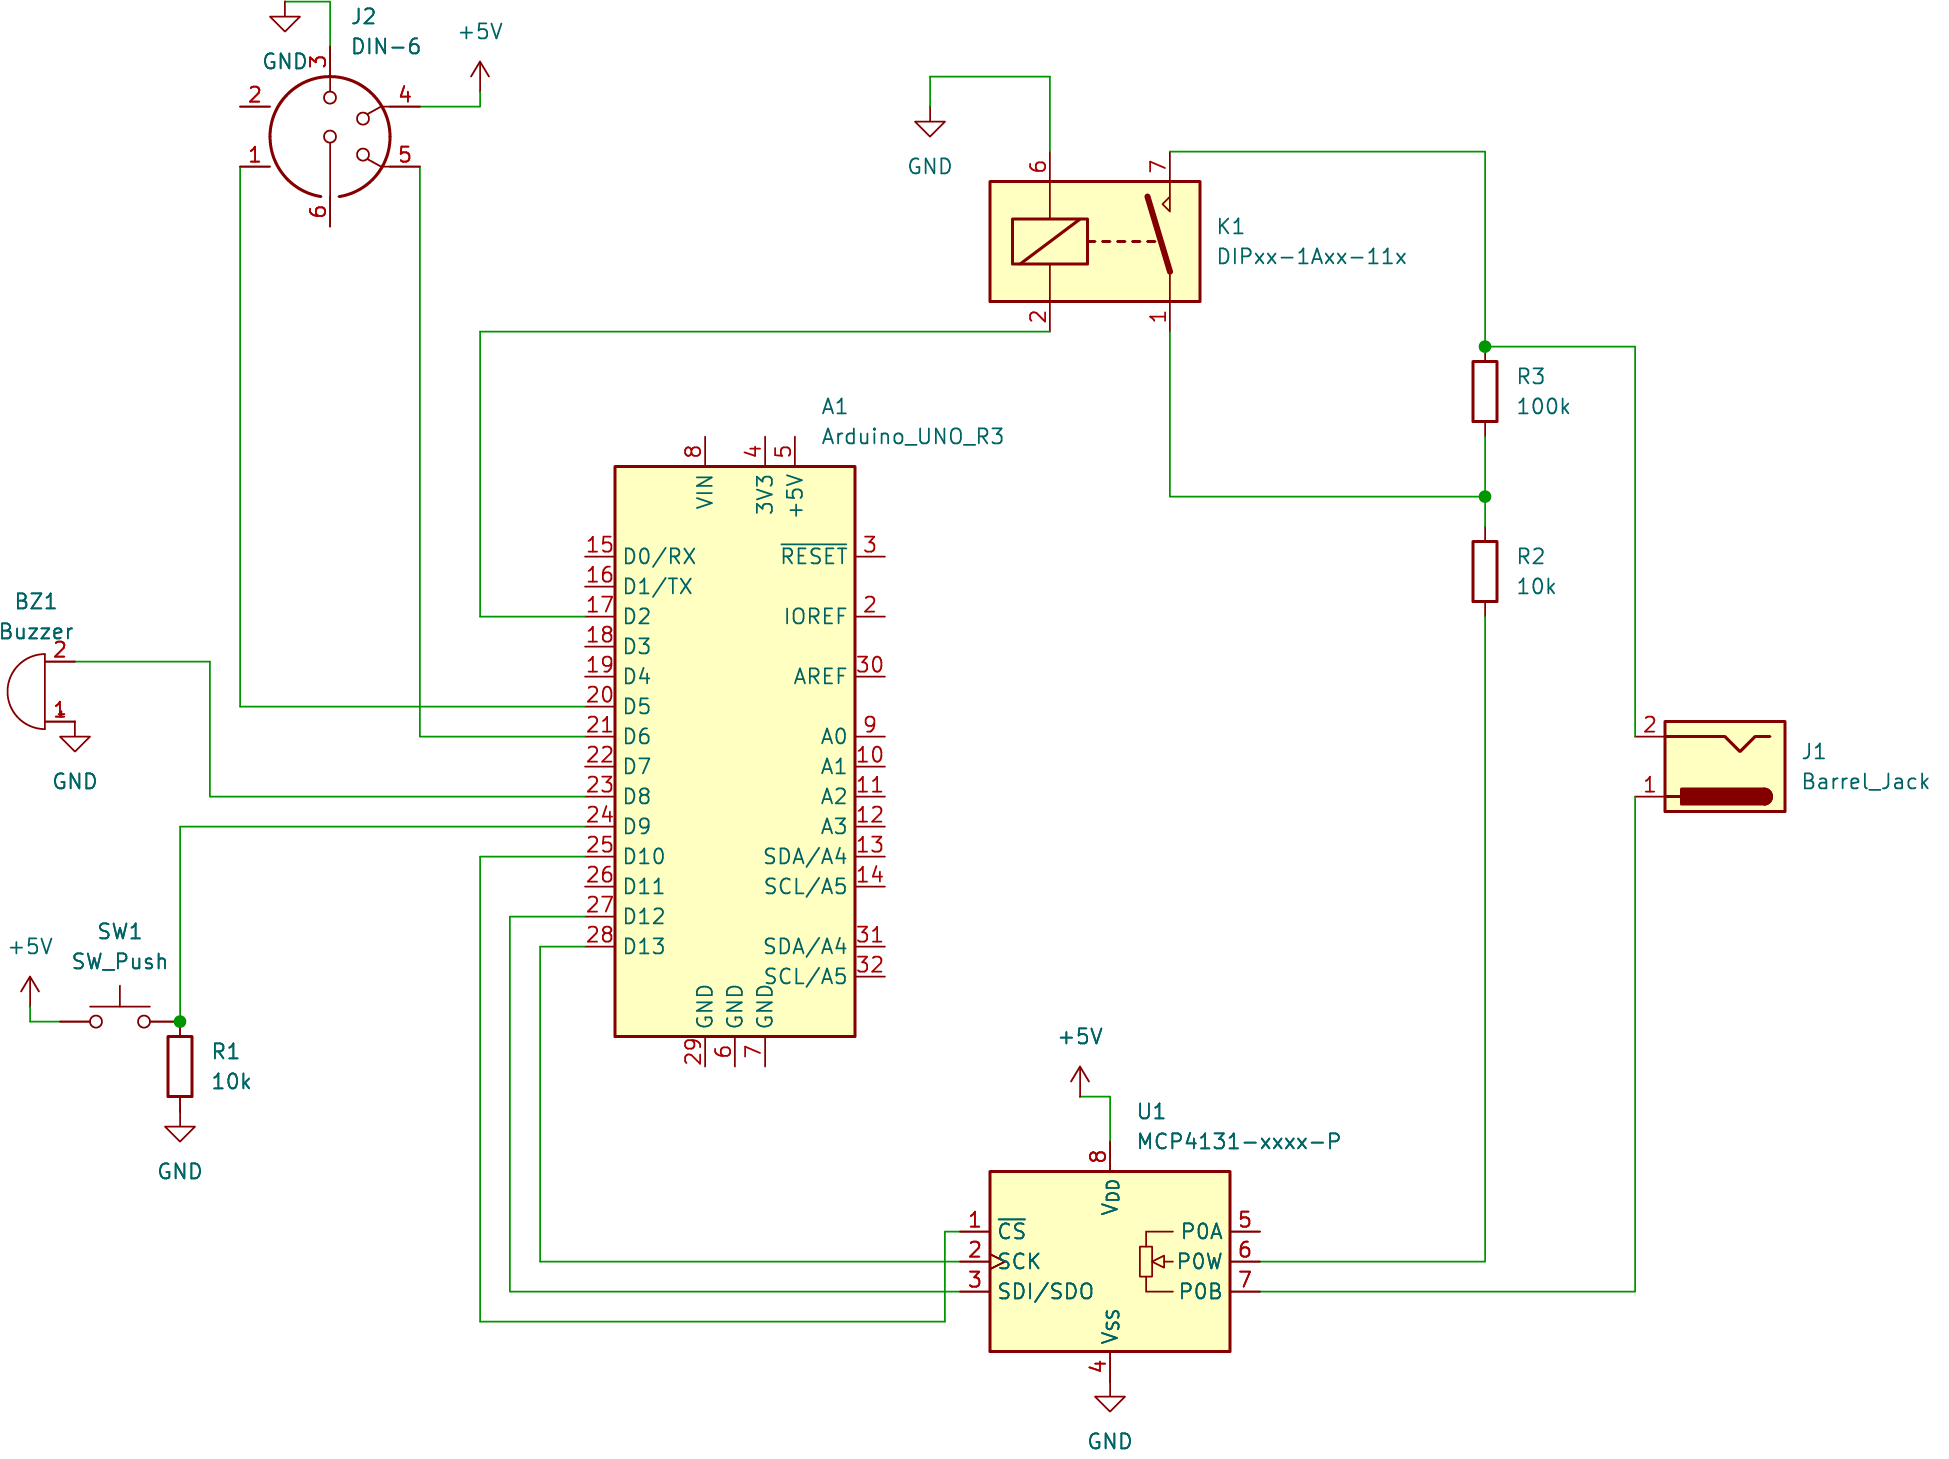 J2
DIN-6
GND
3
2
4
1
5
6
+5V
GND
6
7
K1
DIPxx-1Axx-11x
2
1
R3
100k
R2
10k
A1
Arduino_UNO_R3
8
4
5
VIN
3V3
+5V
15
D0/RX
RESET
3
16
D1/TX
17
D2
IOREF
2
18
D3
19
D4
AREF
30
20
D5
21
D6
A0
9
22
D7
A1
10
23
D8
A2
11
24
D9
A3
12
25
D10
SDA/A4
13
26
D11
SCL/A5
14
27
D12
28
D13
SDA/A4
31
SCL/A5
32
GND
GND
GND
29
6
7
BZ1
Buzzer
2
1
GND
+5V
SW1
SW_Push
R1
10k
GND
2
1
J1
Barrel_Jack
+5V
U1
MCP4131-xxxx-P
8
VDD
1
CS
P0A
5
2
SCK
P0W
6
3
SDI/SDO
P0B
7
VSS
4
GND